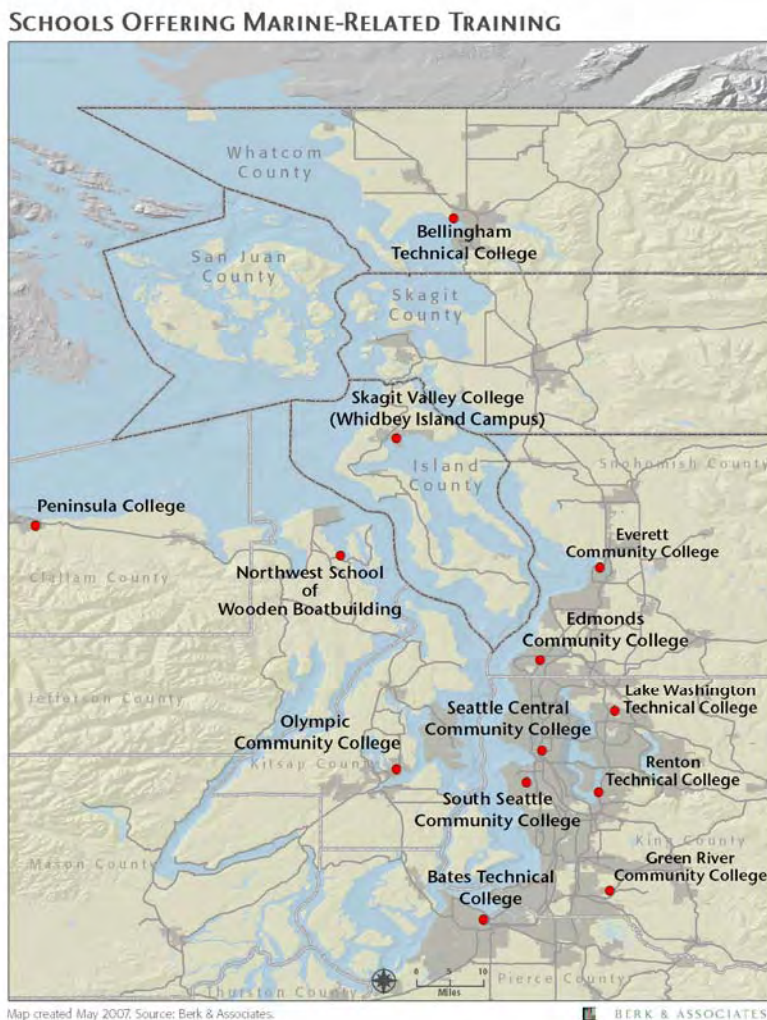 SCHOOLS OFFERING MARINE-RELATED TRAINING
Whatcom
County
Bellingham
Technical College
San Juan
County
Skagit
County
Skagit Valley College
(Whidbey Island Campus)
Island
County
Snohomish County
Peninsula College
Everett
Community College
Clallam County
Northwest School
of
Wooden Boatbuilding
Edmonds
Community College
Jefferson County
Lake Washington
Technical College
Seattle Central
Community College
Olympic
Community College
Kitsap County
Renton
Technical College
South Seattle
Community College
King County
Mason County
Green River
Community College
Bates Technical
College
0 5 10
Miles
Pierce County
Thurston County
Map created May 2007. Source: Berk & Associates.
BERK & ASSOCIATES